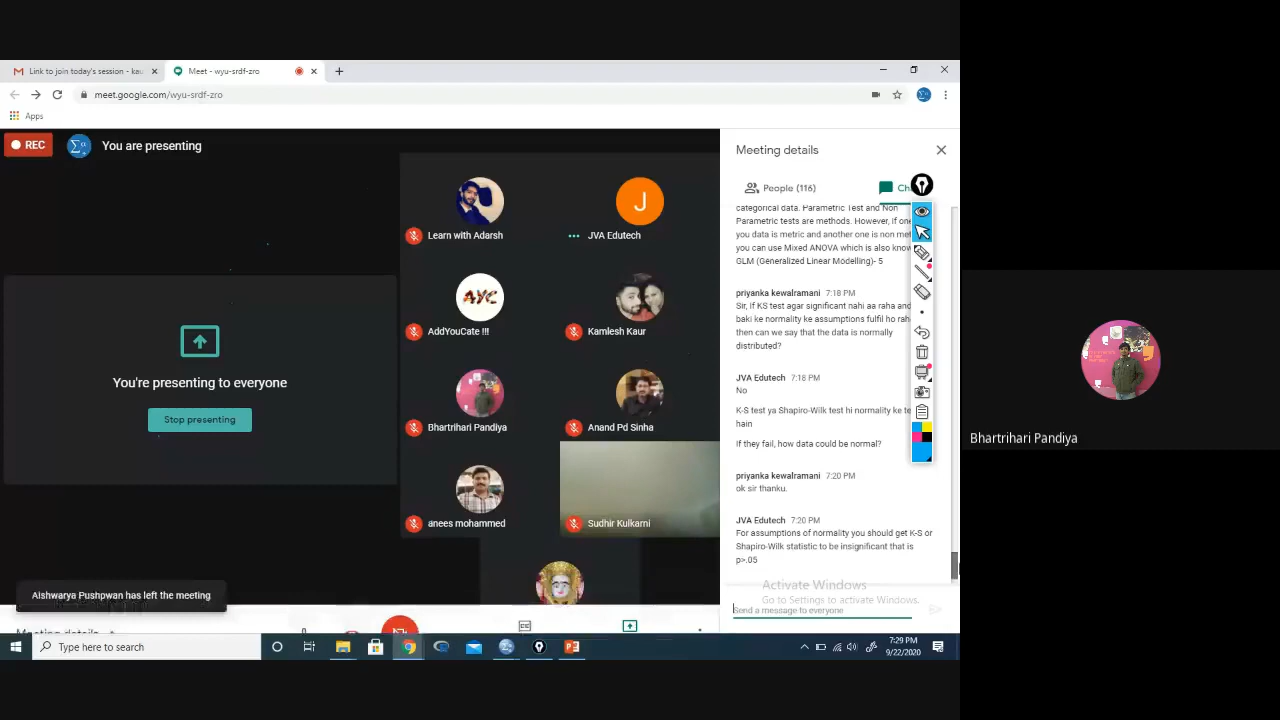 Link to join today's session - kau
Meet - wyu-srdf-zro
meet.google.com/wyu-srdf-zro
Apps
REC
You are presenting
You're presenting to everyone
Stop presenting
Learn with Adarsh
J
JVA Edutech
AYC
AddYouCate !!!
Kamlesh Kaur
Bhartrihari Pandiya
Anand Pd Sinha
anees mohammed
Sudhir Kulkarni
Aishwarya Pushpwan has left the meeting
Meeting details
Meeting details
People (116)
Ch
categorical data. Parametric Test and Non
Parametric tests are methods. However, if one
you data is metric and another one is non met
you can use Mixed ANOVA which is also know
GLM (Generalized Linear Modelling)- 5
priyanka kewalramani 7:18 PM
Sir, if KS test agar significant nahi aa raha and
baki ke normality ke assumptions fulfil ho rah
then can we say that the data is normally
distributed?
JVA Edutech 7:18 PM
No
K-S test ya Shapiro-Wilk test hi normality ke te
hain
If they fail, how data could be normal?
priyanka kewalramani 7:20 PM
ok sir thanku.
JVA Edutech 7:20 PM
For assumptions of normality you should get K-S or
Shapiro-Wilk statistic to be insignificant that is
p>.05
Activate Windows
Go to Settings to activate Windows.
Send a message to everyone
Type here to search
7:29 PM
9/22/2020
Bhartrihari Pandiya